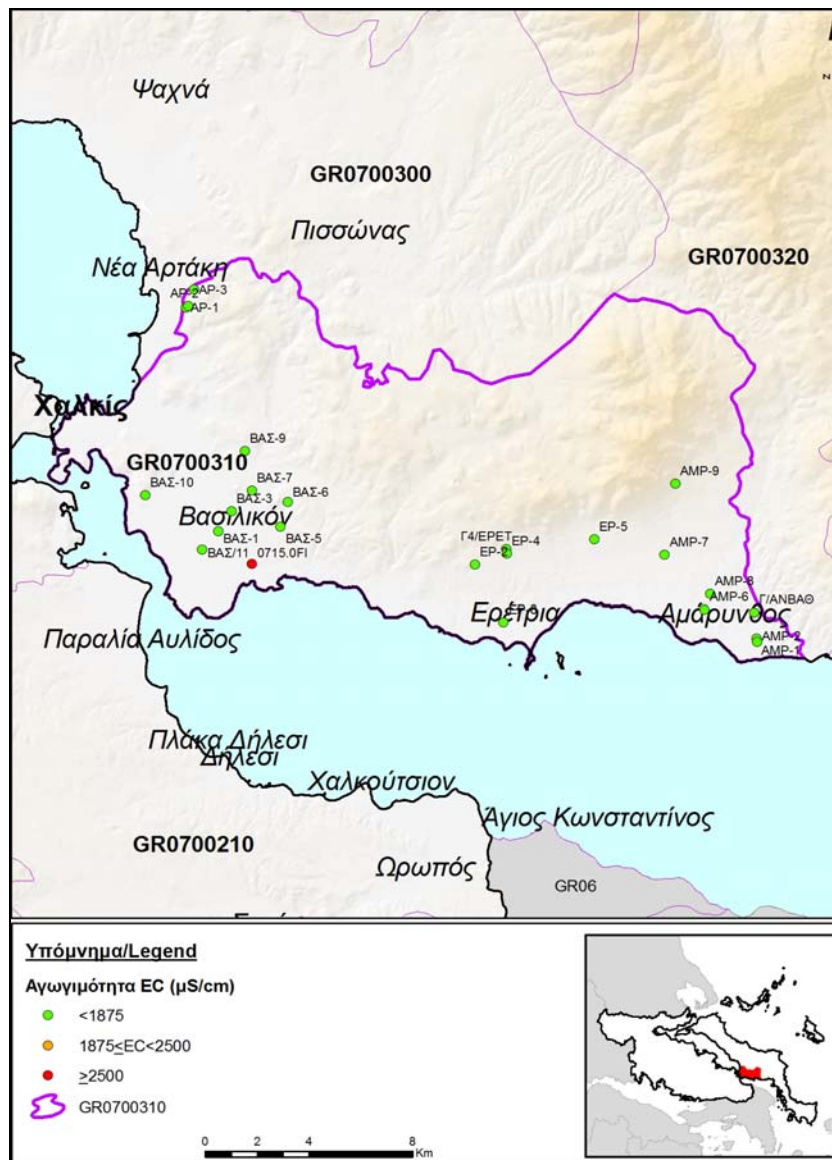 Ψαχνά
GR0700300
Πισσώνας
GR0700320
Νέα Αρτάκη
ΑΡ-2
ΑΡ-3
ΑΡ-1
Χαλκίς
ΒΑΣ-9
GR0700310
ΑΜΡ-9
ΒΑΣ-10
ΒΑΣ-7
ΒΑΣ-6
ΒΑΣ-3
Βασιλικόν
ΒΑΣ-1
ΒΑΣ-5
Γ4/ΕΡΕΤ
ΕΡ-4
ΕΡ-5
ΕΡ-2
ΑΜΡ-7
ΒΑΣ/11
0715.0FI
ΑΜΡ-8
ΑΜΡ-6
Γ/ΑΝΒΑΘ
Ερέτρια
Αμάρυνθος
ΑΜΡ-2
ΑΜΡ-1
Παραλία Αυλίδος
Πλάκα Δήλεσι
Δήλεσι
Χαλκούτσιον
Άγιος Κωνσταντίνος
GR0700210
Ωρωπός
GR06
Υπόμνημα/Legend
Αγωγιμότητα EC (μS/cm)
<1875
1875≤EC<2500
≥2500
GR0700310
0 2 4 8
Km